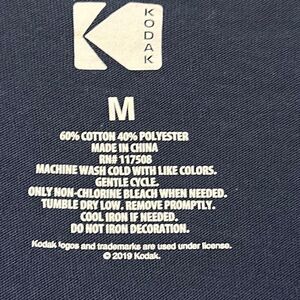 KODAK
M
60% COTTON 40% POLYESTER
MADE IN CHINA
RN# 117508
MACHINE WASH COLD WITH LIKE COLORS.
GENTLE CYCLE.
ONLY NON-CHLORINE BLEACH WHEN NEEDED.
TUMBLE DRY LOW. REMOVE PROMPTLY.
COOL IRON IF NEEDED.
DO NOT IRON DECORATION.
Kodak logos and trademarks are used under license.
© 2019 Kodak.